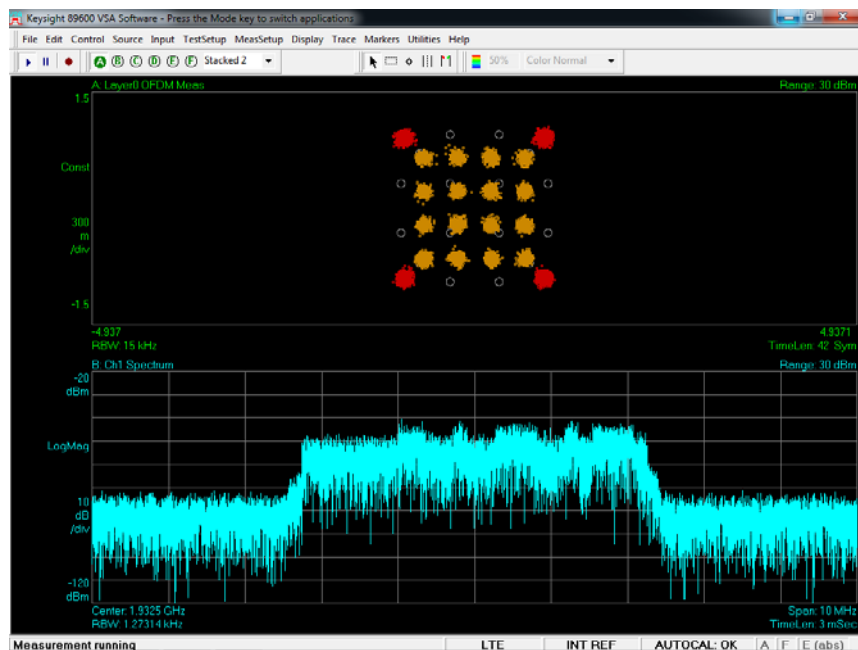 Keysight 89600 VSA Software - Press the Mode key to switch applications
File Edit Control Source Input TestSetup MeasSetup Display Trace Markers Utilities Help
A B C D E F Stacked 2 50% Color Normal
A: Layer0 OFDM Meas Range: 30 dBm
1.5
Const
300
m
/div
-1.5
-4.937 4.9371
RBW: 15 kHz TimeLen: 42 Sym
B: Ch1 Spectrum Range: 30 dBm
-20
dBm
LogMag
10
dB
/div
-120
dBm
Center: 1.9325 GHz Span: 10 MHz
RBW: 1.27314 kHz TimeLen: 3 mSec
Measurement running LTE INT REF AUTOCAL: OK A F E (abs)